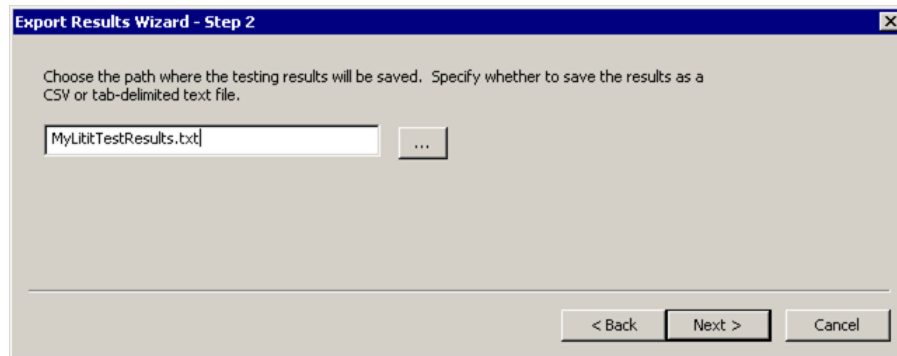 Export Results Wizard - Step 2
Choose the path where the testing results will be saved. Specify whether to save the results as a
CSV or tab-delimited text file.
MyLititTestResults.txt
...
< Back
Next >
Cancel